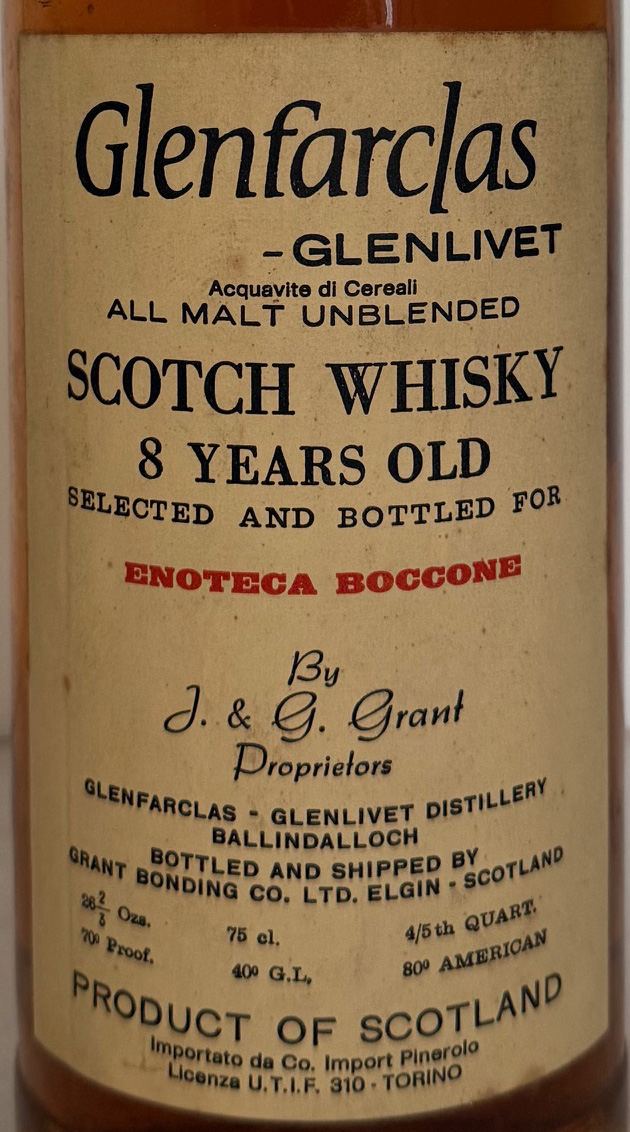 Glenfarclas
-GLENLIVET
Acquavite di Cereali
ALL MALT UNBLENDED
SCOTCH WHISKY
8 YEARS OLD
SELECTED AND BOTTLED FOR
ENOTECA BOCCONE
By
J. & G. Grant
Proprietors
GLENFARCLAS - GLENLIVET DISTILLERY
BALLINDALLOCH
BOTTLED AND SHIPPED BY
GRANT BONDING CO. LTD. ELGIN - SCOTLAND
26 2/3 Ozs. 75 cl. 4/5th QUART.
70º Proof. 40º G.L, 80º AMERICAN
PRODUCT OF SCOTLAND
Importato da Co. Import Pinerolo
Licenza U.T.I.F. 310 - TORINO